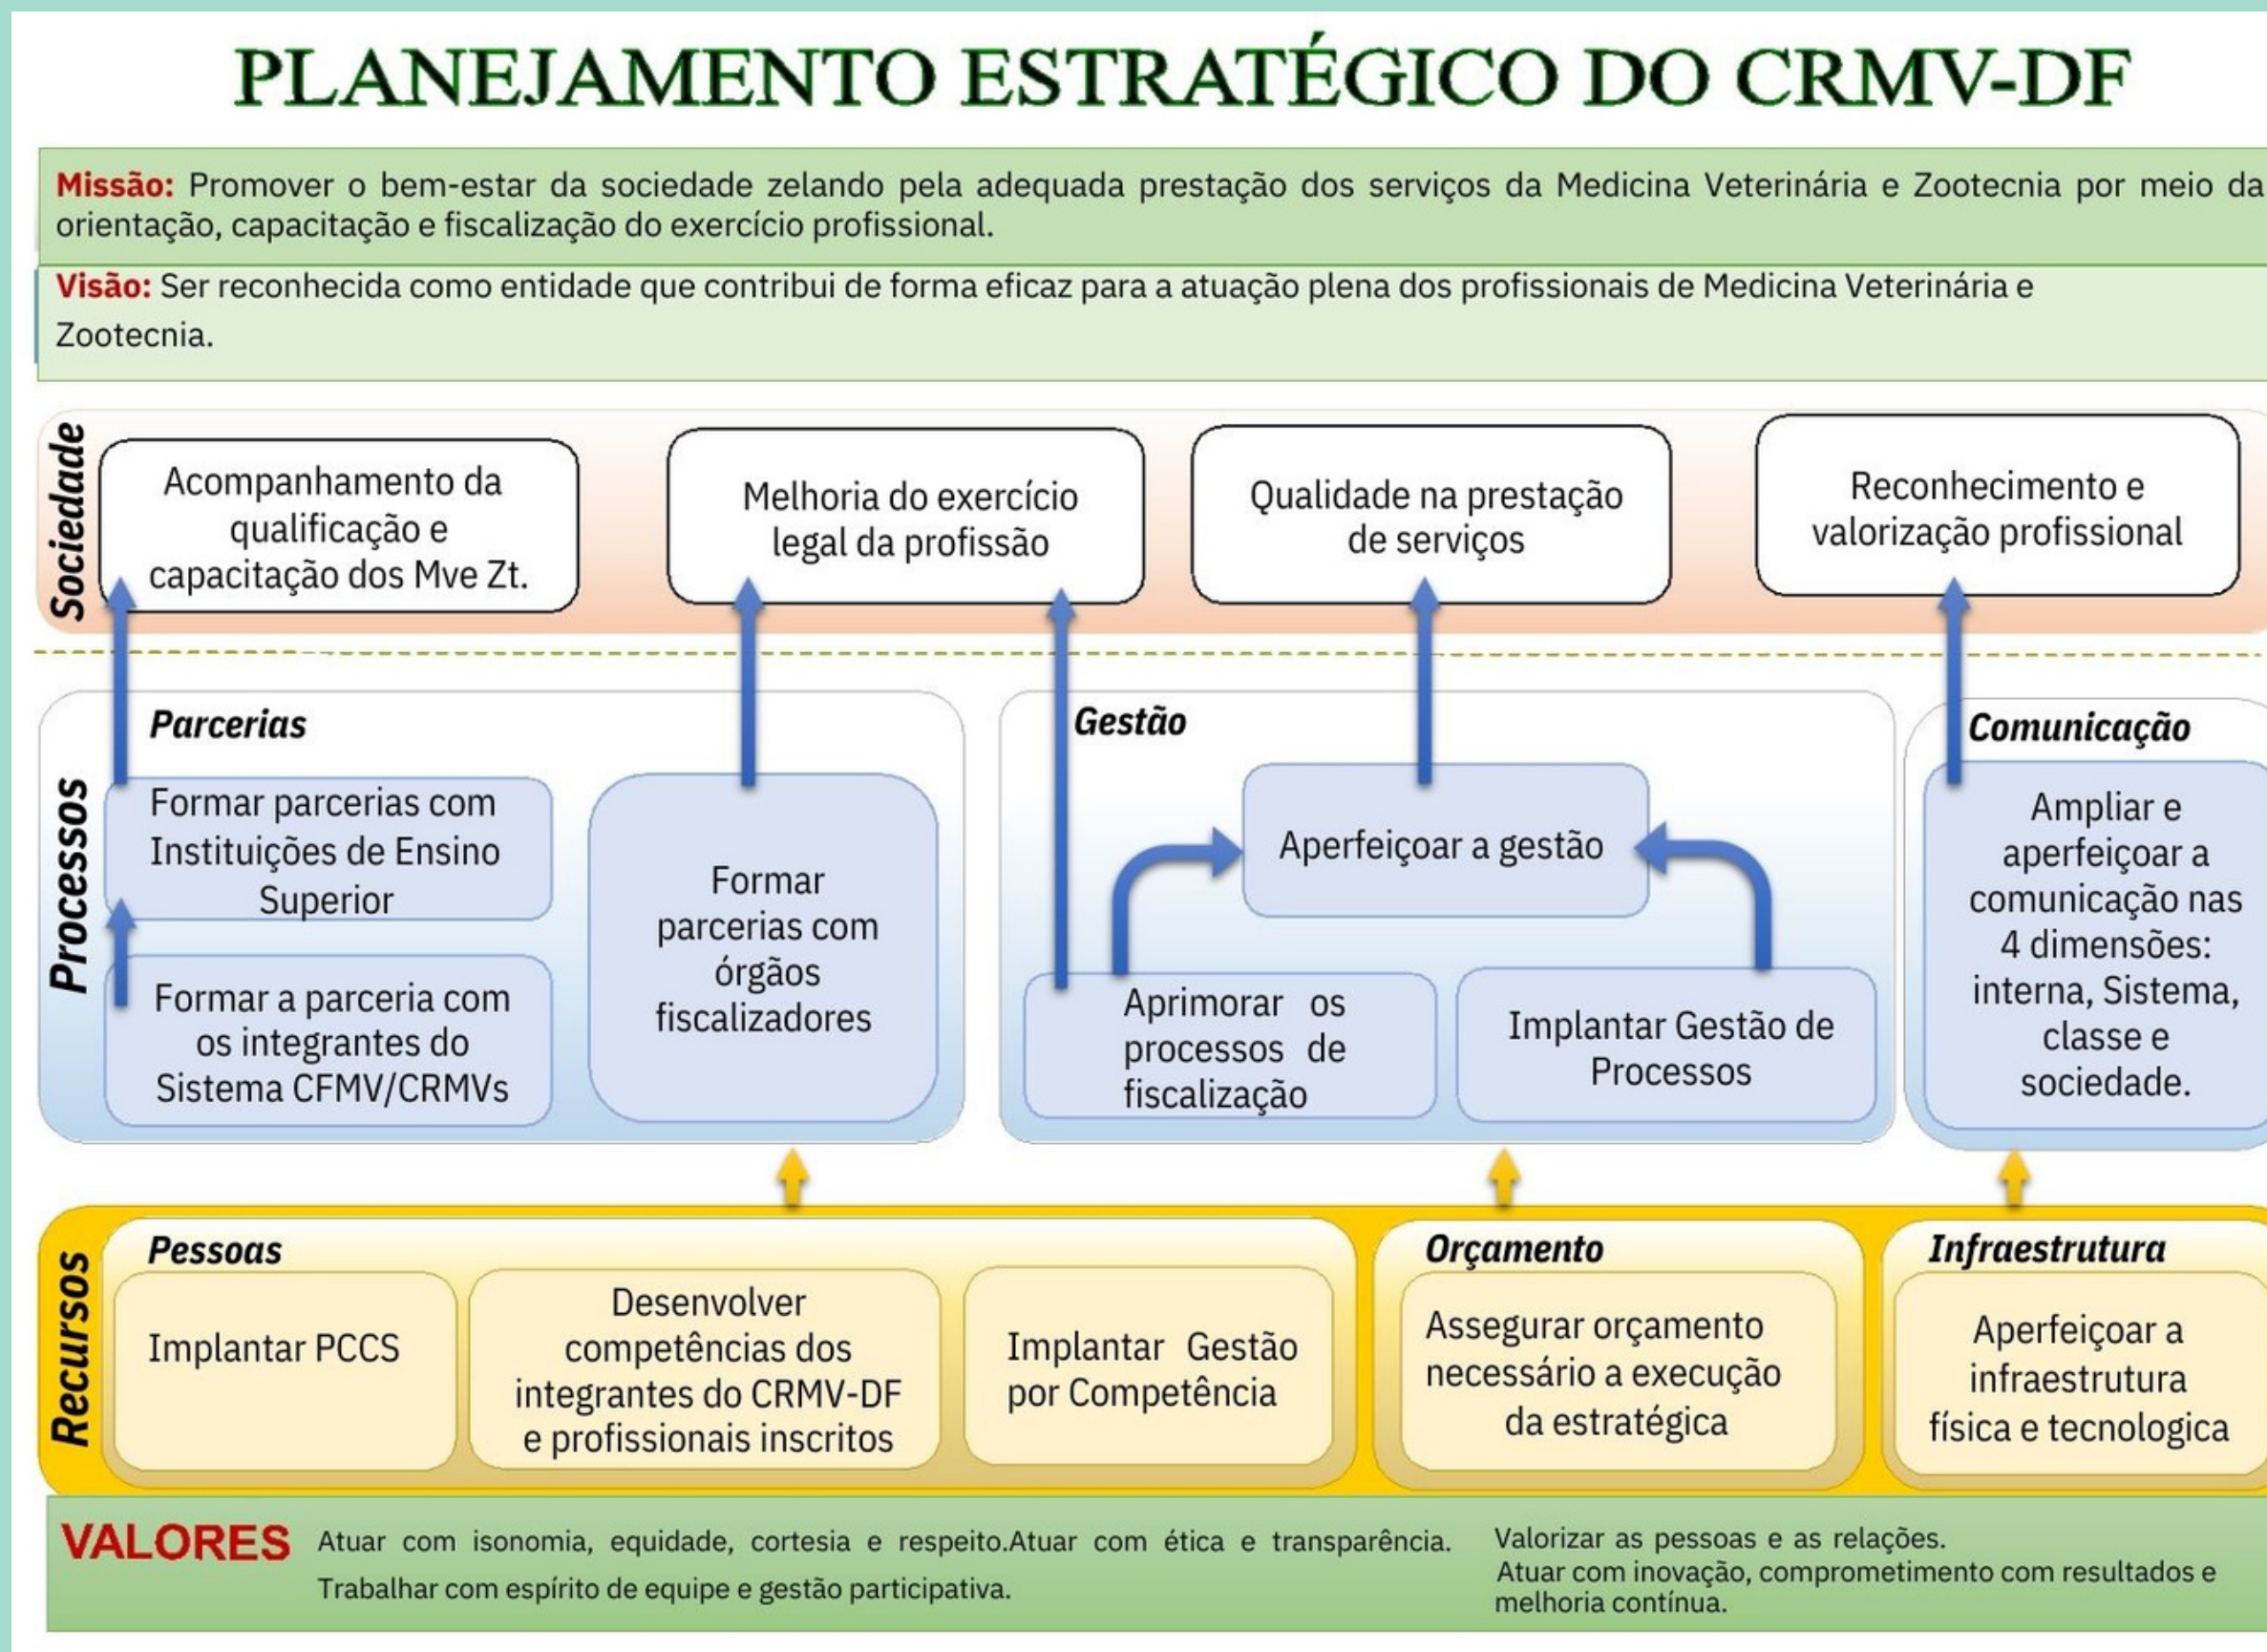 PLANEJAMENTO ESTRATÉGICO DO CRMV-DF
Missão: Promover o bem-estar da sociedade zelando pela adequada prestação dos serviços da Medicina Veterinária e Zootecnia por meio da
orientação, capacitação e fiscalização do exercício profissional.
Visão: Ser reconhecida como entidade que contribui de forma eficaz para a atuação plena dos profissionais de Medicina Veterinária e
Zootecnia.
Sociedade
Acompanhamento da
qualificação e
capacitação dos Mve Zt.
Melhoria do exercício
legal da profissão
Qualidade na prestação
de serviços
Reconhecimento e
valorização profissional
Processos
Parcerias
Formar parcerias com
Instituições de Ensino
Superior
Formar a parceria com
os integrantes do
Sistema CFMV/CRMVs
Formar
parcerias com
órgãos
fiscalizadores
Gestão
Aperfeiçoar a gestão
Aprimorar os
processos de
fiscalização
Implantar Gestão de
Processos
Comunicação
Ampliar e
aperfeiçoar a
comunicação nas
4 dimensões:
interna, Sistema,
classe e
sociedade.
Recursos
Pessoas
Implantar PCCS
Desenvolver
competências dos
integrantes do CRMV-DF
e profissionais inscritos
Implantar Gestão
por Competência
Orçamento
Assegurar orçamento
necessário a execução
da estratégica
Infraestrutura
Aperfeiçoar a
infraestrutura
física e tecnologica
VALORES
Atuar com isonomia, equidade, cortesia e respeito.Atuar com ética e transparência.
Trabalhar com espírito de equipe e gestão participativa.
Valorizar as pessoas e as relações.
Atuar com inovação, comprometimento com resultados e
melhoria contínua.